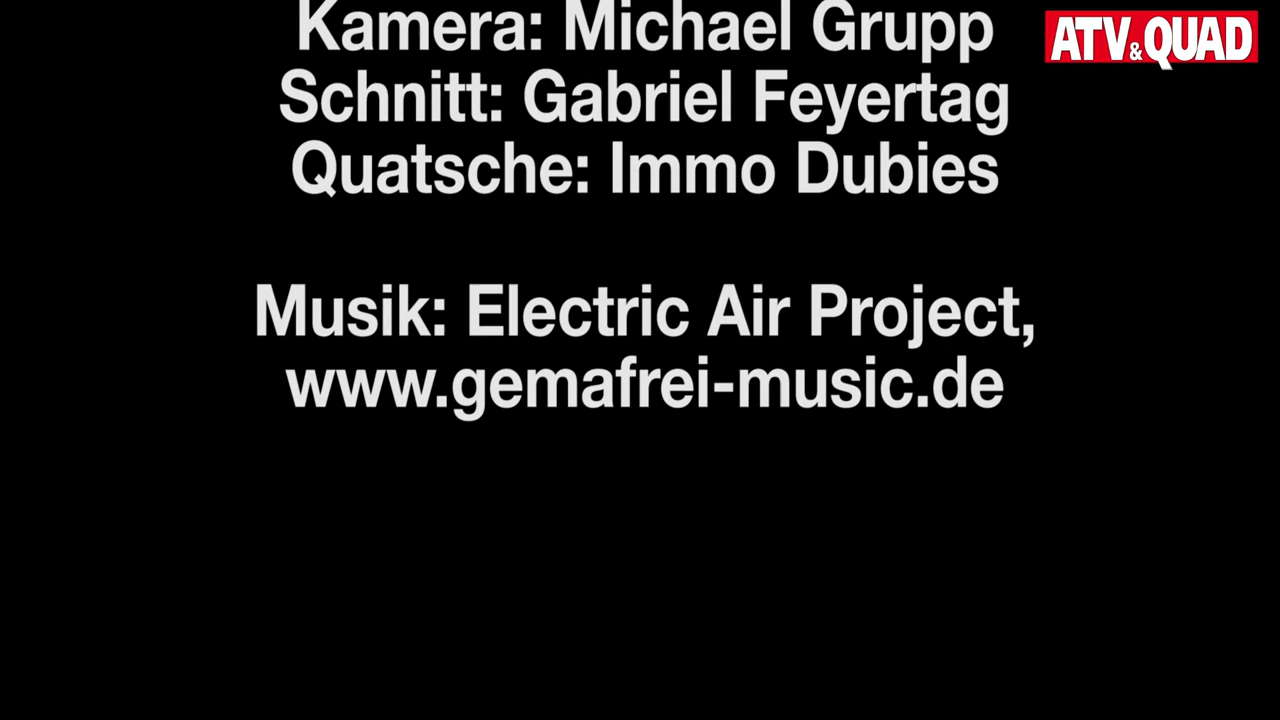 Kamera: Michael Grupp
ATV&QUAD
Schnitt: Gabriel Feyertag
Quatsche: Immo Dubies
Musik: Electric Air Project,
www.gemafrei-music.de